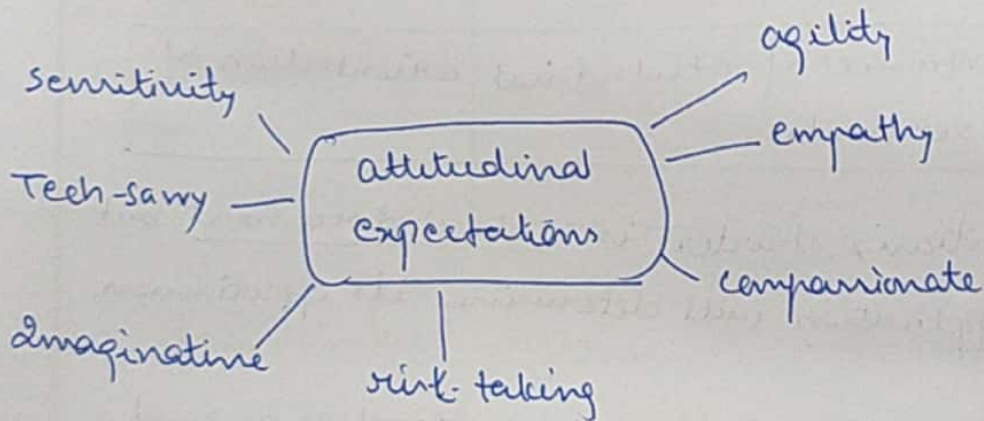 sensitivity
Tech-savvy
Imaginative
attitudinal
expectations
risk-taking
agility
empathy
compassionate